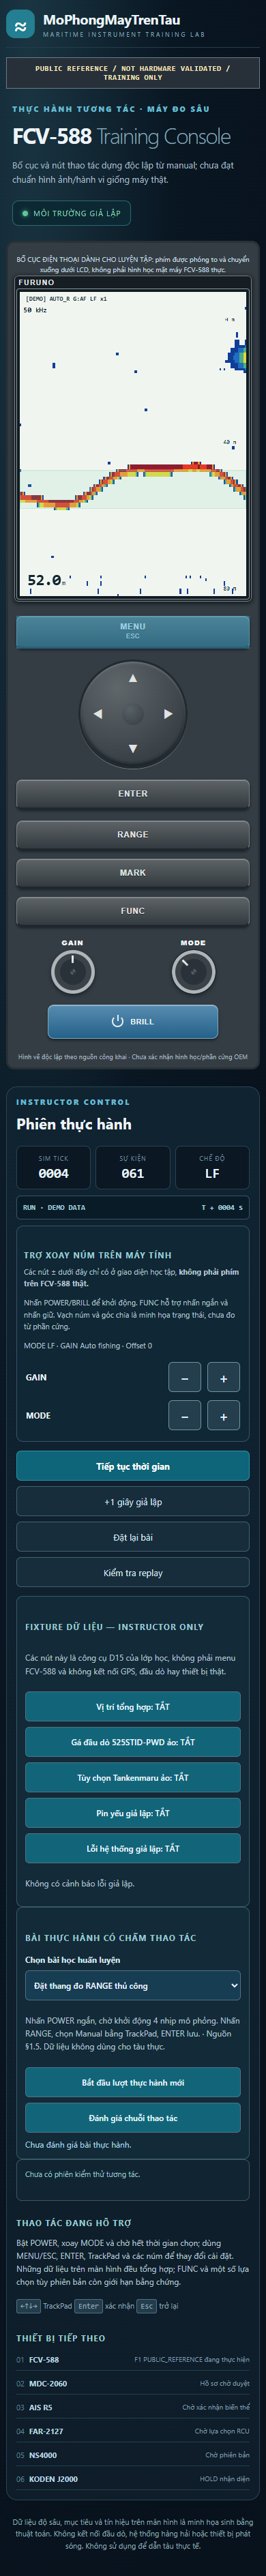 ≈
MoPhongMayTrenTau
MARITIME INSTRUMENT TRAINING LAB
PUBLIC REFERENCE / NOT HARDWARE VALIDATED /
TRAINING ONLY
THỰC HÀNH TƯƠNG TÁC · MÁY ĐO SÂU
FCV-588 Training Console
Bố cục và nút thao tác dựng độc lập từ manual; chưa đạt
chuẩn hình ảnh/hành vi giống máy thật.
MÔI TRƯỜNG GIẢ LẬP
BỐ CỤC ĐIỆN THOẠI DÀNH CHO LUYỆN TẬP: phím được phóng to và chuyển
xuống dưới LCD, không phải hình học mặt máy FCV-588 thực.
FURUNO
[DEMO] AUTO_R G:AF LF x1
50 kHz
52.0m
MENU
ESC
▲
◀ ▶
▼
ENTER
RANGE
MARK
FUNC
GAIN MODE
BRILL
Hình vẽ độc lập theo nguồn công khai · Chưa xác nhận hình học/phần cứng OEM
INSTRUCTOR CONTROL
Phiên thực hành
SIM TICK
0004
SỰ KIỆN
061
CHẾ ĐỘ
LF
RUN · DEMO DATA T + 0004 S
TRỢ XOAY NÚM TRÊN MÁY TÍNH
Các nút ± dưới đây chỉ có ở giao diện học tập, không phải phím
trên FCV-588 thật.
Nhấn POWER/BRILL để khởi động. FUNC hỗ trợ nhấn ngắn và
nhấn giữ. Vạch núm và góc chỉ là minh họa trạng thái, chưa đo
từ phần cứng.
MODE LF · GAIN Auto fishing · Offset 0
GAIN − +
MODE − +
Tiếp tục thời gian
+1 giây giả lập
Đặt lại bài
Kiểm tra replay
FIXTURE DỮ LIỆU — INSTRUCTOR ONLY
Các nút này là công cụ D15 của lớp học, không phải menu
FCV-588 và không kết nối GPS, đầu dò hay thiết bị thật.
Vị trí tổng hợp: TẮT
Gá đầu dò 525STID-PWD ảo: TẮT
Tùy chọn Tankenmaru ảo: TẮT
Pin yếu giả lập: TẮT
Lỗi hệ thống giả lập: TẮT
Không có cảnh báo lỗi giả lập.
BÀI THỰC HÀNH CÓ CHẤM THAO TÁC
Chọn bài học huấn luyện
Đặt thang đo RANGE thủ công
Nhấn POWER ngắn, chờ khởi động 4 nhịp mô phỏng. Nhấn
RANGE, chọn Manual bằng TrackPad, ENTER lưu. · Nguồn
§1.5. Dữ liệu không dùng cho tàu thực.
Bắt đầu lượt thực hành mới
Đánh giá chuỗi thao tác
Chưa đánh giá bài thực hành.
Chưa có phiên kiểm thử tương tác.
THAO TÁC ĐANG HỖ TRỢ
Bật POWER, xoay MODE và chờ hết thời gian chọn; dùng
MENU/ESC, ENTER, TrackPad và các núm để thay đổi cài đặt.
Những dữ liệu trên màn hình đều tổng hợp; FUNC và một số lựa
chọn tùy phiên bản còn giới hạn bằng chứng.
←↑↓→ TrackPad Enter xác nhận Esc trở lại
THIẾT BỊ TIẾP THEO
01 FCV-588 F1 PUBLIC_REFERENCE đang thực hiện
02 MDC-2060 Hồ sơ chờ duyệt
03 AIS R5 Chờ xác nhận biến thể
04 FAR-2127 Chờ lựa chọn RCU
05 NS4000 Chờ phiên bản
06 KODEN J2000 HOLD nhận diện
Dữ liệu độ sâu, mục tiêu và tín hiệu trên màn hình là minh họa sinh bằng
thuật toán. Không kết nối đầu dò, hệ thống hàng hải hoặc thiết bị phát
sóng. Không sử dụng để dẫn tàu thực tế.